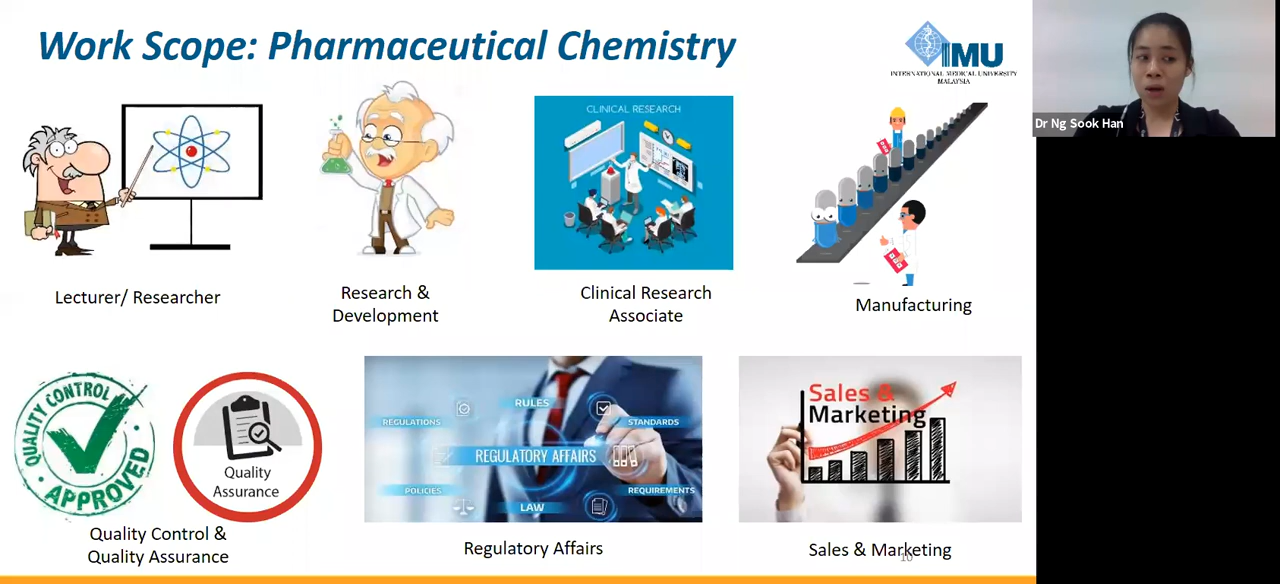 Work Scope: Pharmaceutical Chemistry
IMU
INTERNATIONAL MEDICAL UNIVERSITY
MALAYSIA
Dr Ng Sook Han
CLINICAL RESEARCH
Lecturer/ Researcher
Research &
Development
Clinical Research
Associate
Manufacturing
QUALITY CONTROL
APPROVED
Quality
Assurance
Quality Control &
Quality Assurance
RULES
REGULATIONS
STANDARDS
REGULATORY AFFAIRS
POLICIES
REQUIREMENTS
LAW
Regulatory Affairs
Sales &
Marketing
Sales & Marketing
10